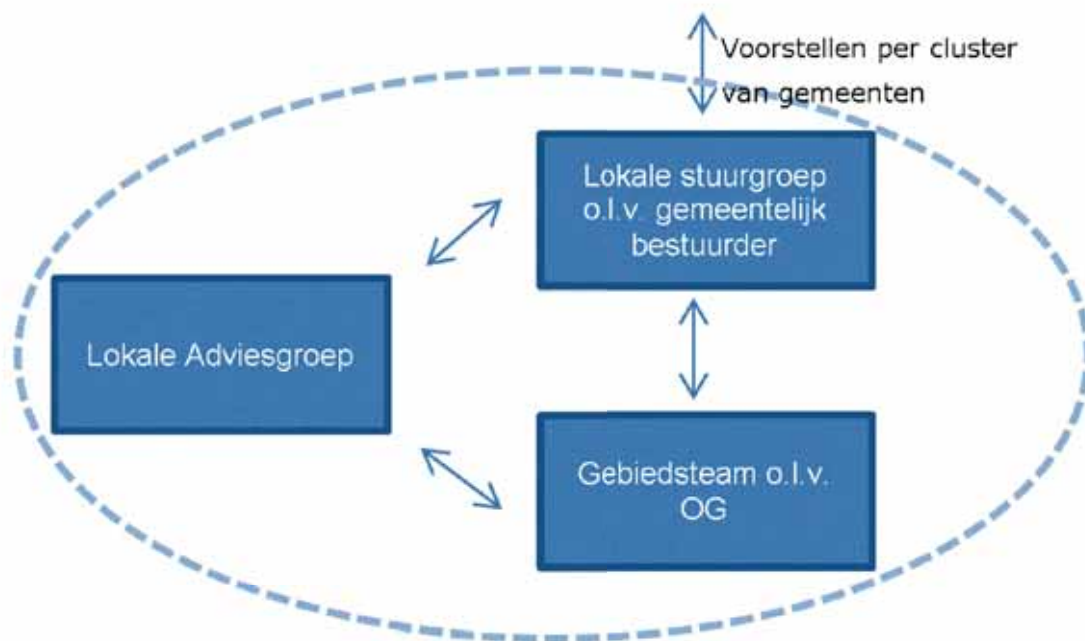 Voorstellen per cluster
van gemeenten
Lokale stuurgroep
o.l.v. gemeentelijk
bestuurder
Lokale Adviesgroep
Gebiedsteam o.l.v.
OG